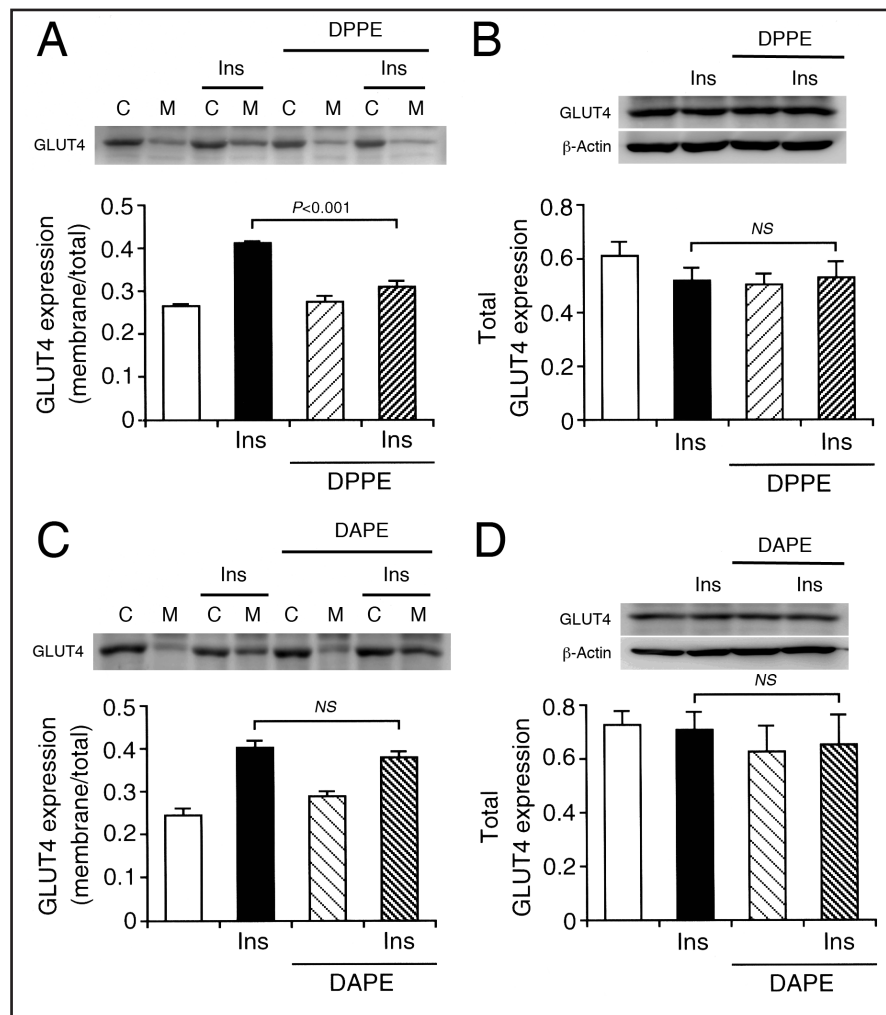 A
DPPE
Ins
Ins
C M C M C M C M
GLUT4
GLUT4 expression
(membrane/total)
0.5
0.4
0.3
0.2
0.1
0
P<0.001
Ins
Ins
DPPE
B
DPPE
Ins
Ins
GLUT4
β-Actin
Total
GLUT4 expression
0.8
0.6
0.4
0.2
0
NS
Ins
Ins
DPPE
C
DAPE
Ins
Ins
C M C M C M C M
GLUT4
GLUT4 expression
(membrane/total)
0.5
0.4
0.3
0.2
0.1
0
NS
Ins
Ins
DAPE
D
DAPE
Ins
Ins
GLUT4
β-Actin
Total
GLUT4 expression
0.8
0.6
0.4
0.2
0
NS
Ins
Ins
DAPE